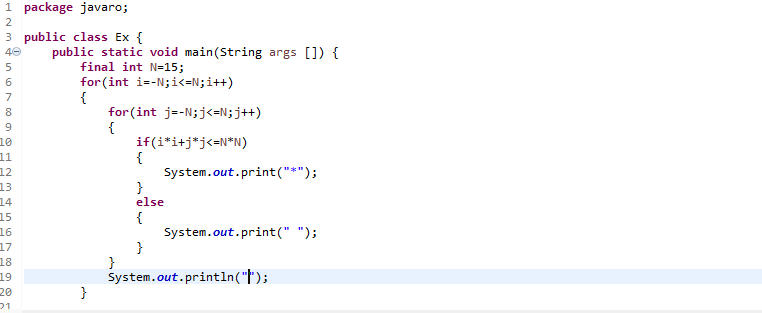 1 package javaro;
2
3 public class Ex {
4 public static void main(String args []) {
5 final int N=15;
6 for(int i=-N;i<=N;i++)
7 {
8 for(int j=-N;j<=N;j++)
9 {
10 if(i*i+j*j<=N*N)
11 {
12 System.out.print("*");
13 }
14 else
15 {
16 System.out.print(" ");
17 }
18 }
19 System.out.println("");
20 }
21